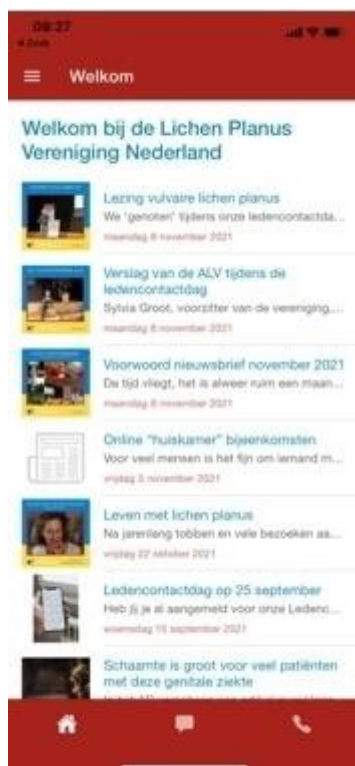 08:27
Zoek
Welkom
Welkom bij de Lichen Planus
Vereniging Nederland
Lezing vulvaire lichen planus
We 'genoten' tijdens onze ledencontactda...
maandag 8 november 2021
Verslag van de ALV tijdens de
ledencontactdag
Sylvia Groot, voorzitter van de vereniging,...
maandag 8 november 2021
Voorwoord nieuwsbrief november 2021
De tijd vliegt, het is alweer ruim een maan...
maandag 8 november 2021
Online "huiskamer" bijeenkomsten
Voor veel mensen is het fijn om iemand m...
vrijdag 5 november 2021
Leven met lichen planus
Na jarenlang tobben en vele bezoeken aa...
vrijdag 22 oktober 2021
Ledencontactdag op 25 september
Heb jij je al aangemeld voor onze Ledenc...
woensdag 15 september 2021
Schaamte is groot voor veel patiënten
met deze genitale ziekte